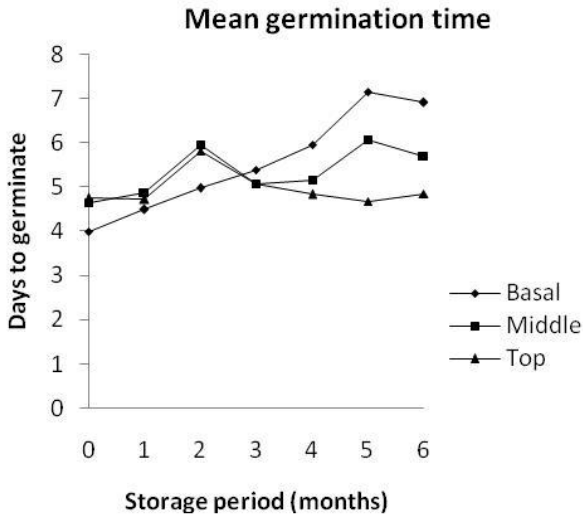 Mean germination time
Days to germinate
8
7
6
5
4
3
2
1
0
0 1 2 3 4 5 6
Storage period (months)
Basal
Middle
Top